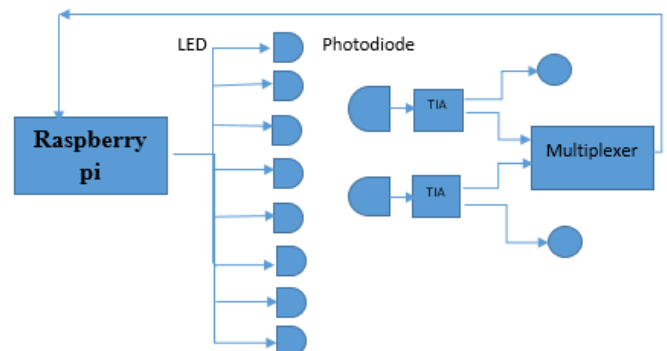 LED
Photodiode
TIA
Raspberry
pi
Multiplexer
TIA